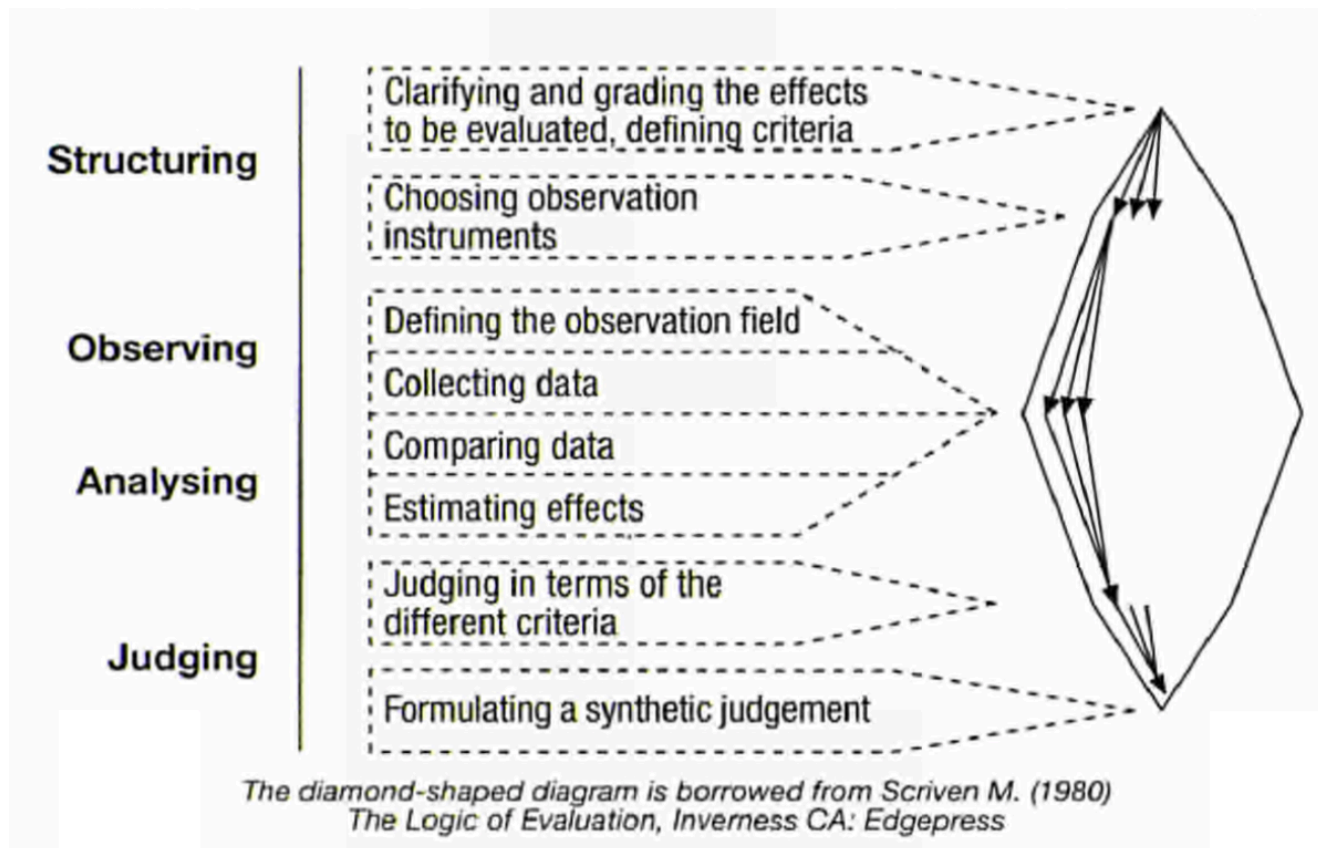 Structuring
Clarifying and grading the effects
to be evaluated, defining criteria
Choosing observation
instruments
Observing
Defining the observation field
Collecting data
Analysing
Comparing data
Estimating effects
Judging
Judging in terms of the
different criteria
Formulating a synthetic judgement
The diamond-shaped diagram is borrowed from Scriven M. (1980)
The Logic of Evaluation, Inverness CA: Edgepress